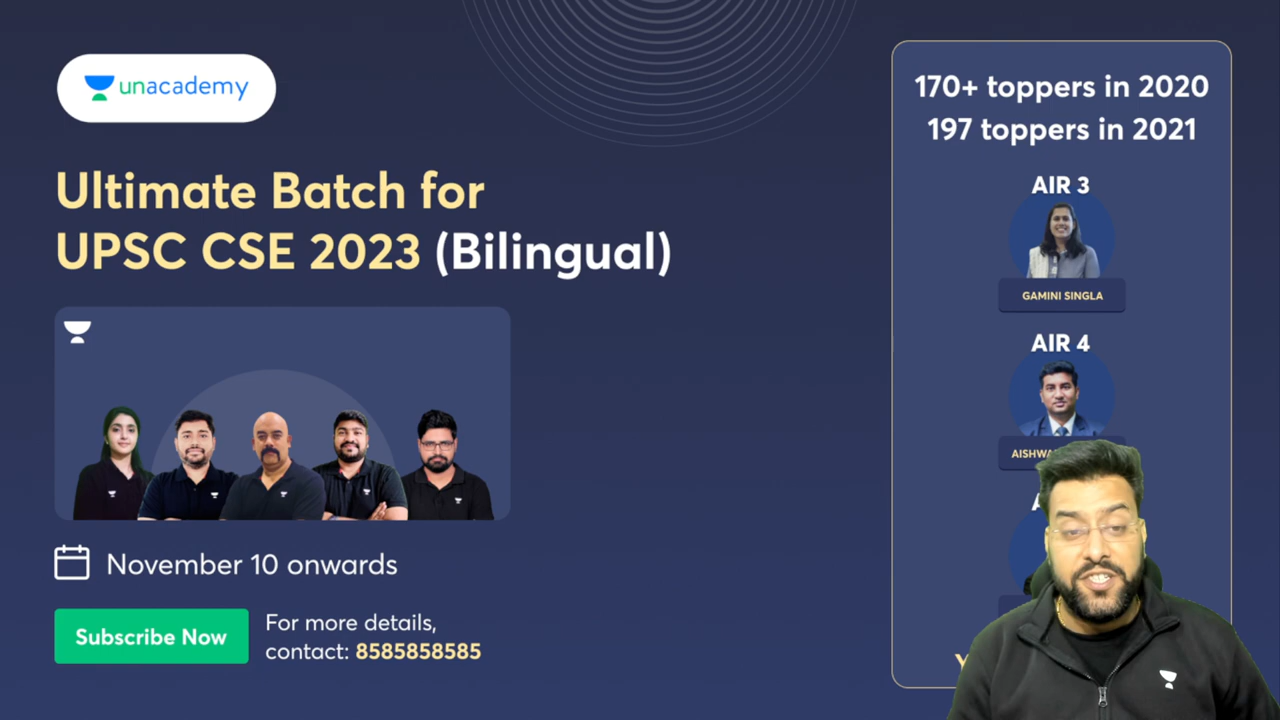 unacademy
Ultimate Batch for
UPSC CSE 2023 (Bilingual)
November 10 onwards
Subscribe Now
For more details,
contact: 8585858585
170+ toppers in 2020
197 toppers in 2021
AIR 3
GAMINI SINGLA
AIR 4